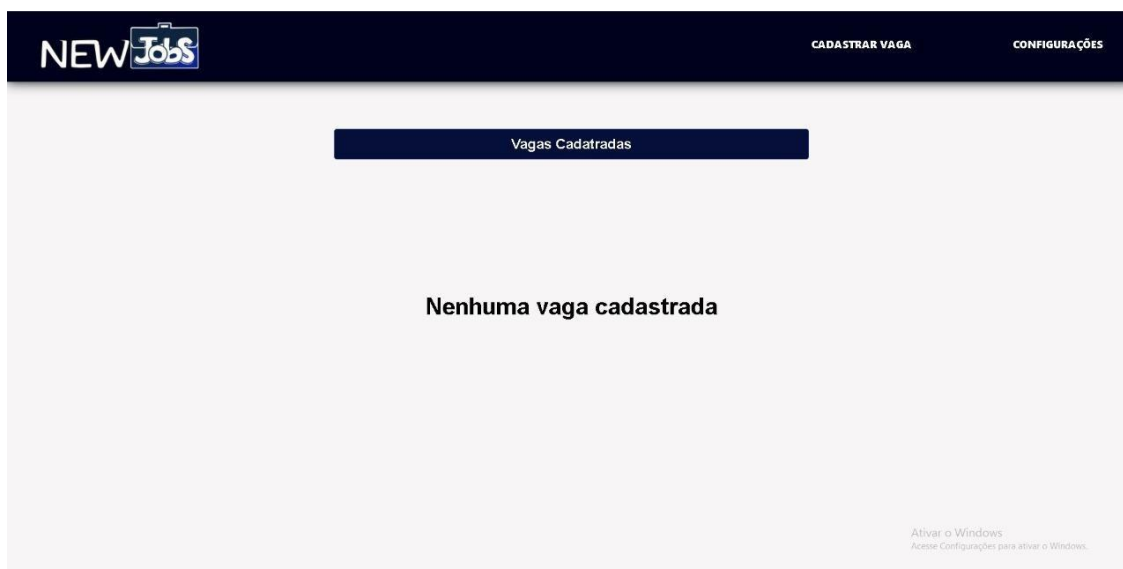 NEW JobS
CADASTRAR VAGA
CONFIGURAÇÕES
Vagas Cadatradas
Nenhuma vaga cadastrada
Ativar o Windows
Acesse Configurações para ativar o Windows.